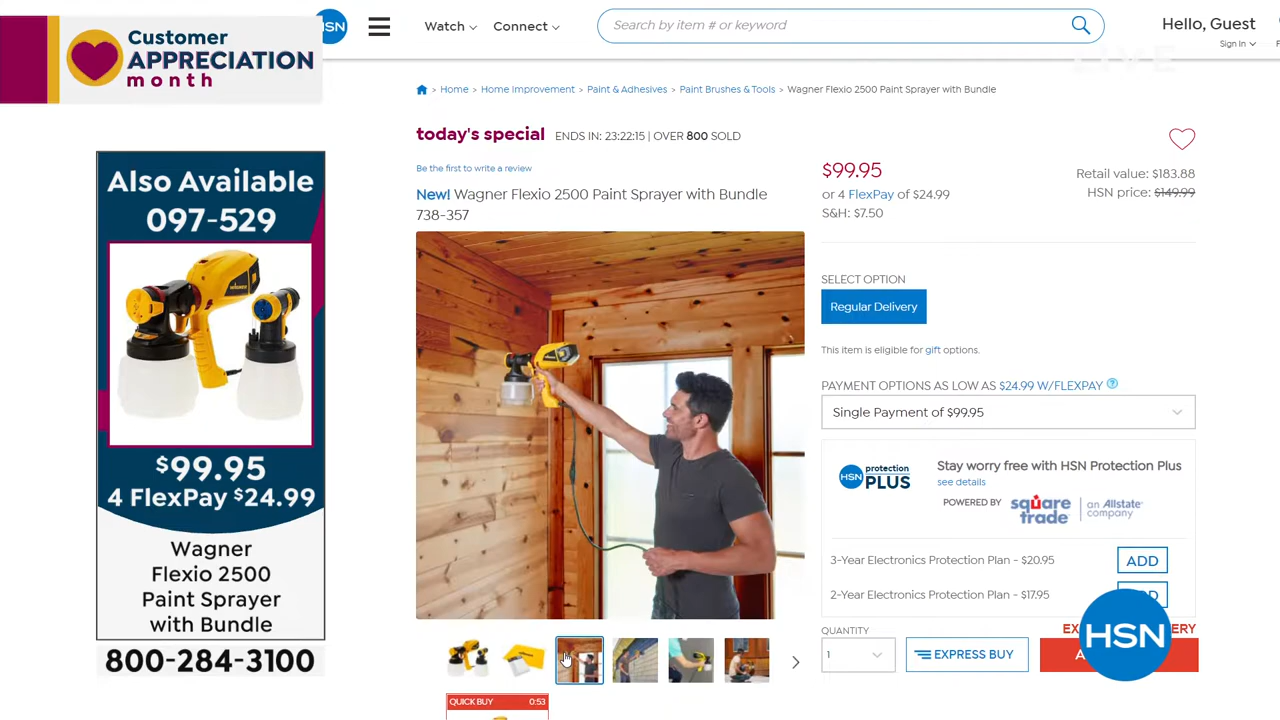 Customer
APPRECIATION
month
HSN
Watch
Connect
Search by item # or keyword
Hello, Guest
Sign In
LIVE
Home > Home Improvement > Paint & Adhesives > Paint Brushes & Tools > Wagner Flexio 2500 Paint Sprayer with Bundle
Also Available
097-529
$99.95
4 FlexPay $24.99
Wagner
Flexio 2500
Paint Sprayer
with Bundle
800-284-3100
today's special ENDS IN: 23:22:15 | OVER 800 SOLD
Be the first to write a review
New! Wagner Flexio 2500 Paint Sprayer with Bundle
738-357
$99.95
or 4 FlexPay of $24.99
S&H: $7.50
Retail value: $183.88
HSN price: $149.99
SELECT OPTION
Regular Delivery
This item is eligible for gift options.
PAYMENT OPTIONS AS LOW AS $24.99 W/FLEXPAY
Single Payment of $99.95
HSN protection PLUS
Stay worry free with HSN Protection Plus
see details
POWERED BY square trade | an Allstate company
3-Year Electronics Protection Plan - $20.95
ADD
2-Year Electronics Protection Plan - $17.95
QUANTITY
1
EXPRESS BUY
HSN
QUICK BUY 0:53